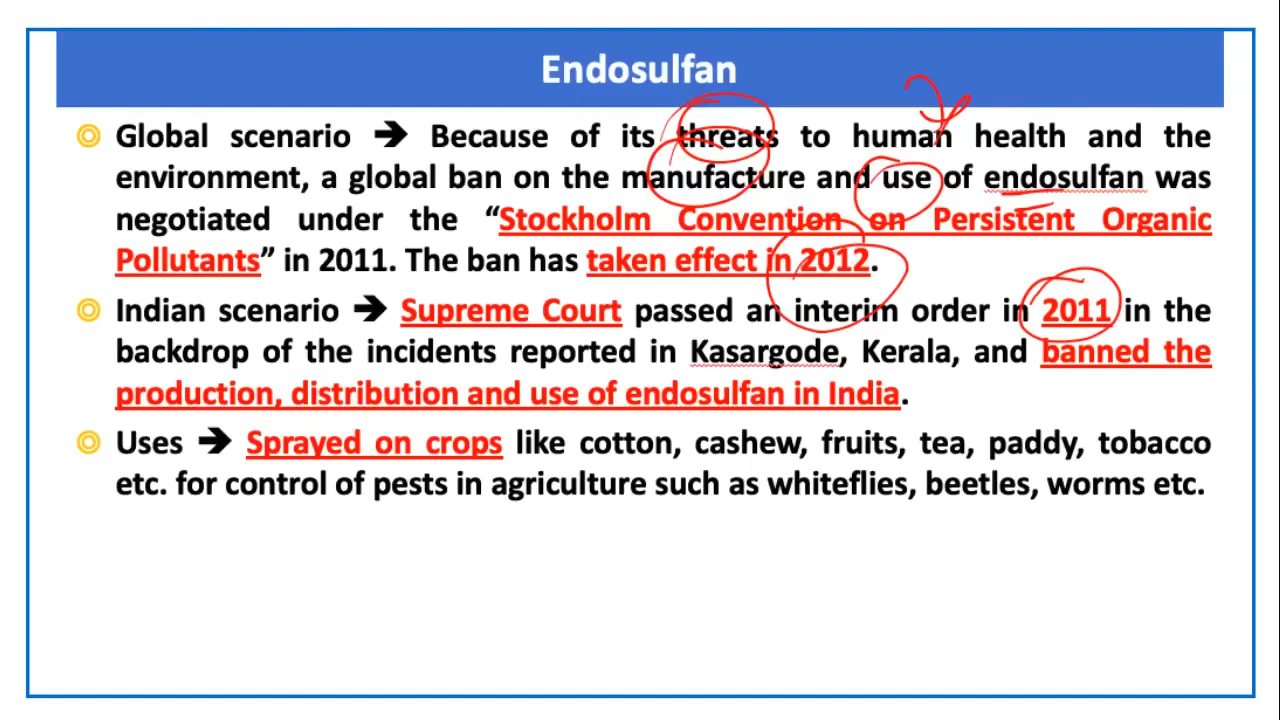 Endosulfan
Global scenario ➔ Because of its threats to human health and the
environment, a global ban on the manufacture and use of endosulfan was
negotiated under the “Stockholm Convention on Persistent Organic
Pollutants” in 2011. The ban has taken effect in 2012.
Indian scenario ➔ Supreme Court passed an interim order in 2011 in the
backdrop of the incidents reported in Kasargode, Kerala, and banned the
production, distribution and use of endosulfan in India.
Uses ➔ Sprayed on crops like cotton, cashew, fruits, tea, paddy, tobacco
etc. for control of pests in agriculture such as whiteflies, beetles, worms etc.